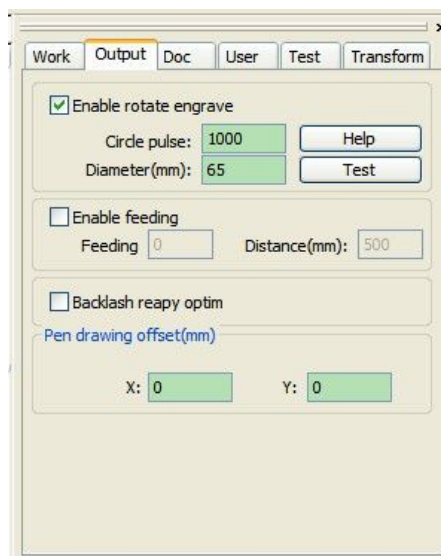 Work Output Doc User Test Transform
Enable rotate engrave
Circle pulse: 1000 Help
Diameter(mm): 65 Test
Enable feeding
Feeding 0 Distance(mm): 500
Backlash reapy optim
Pen drawing offset(mm)
X: 0 Y: 0